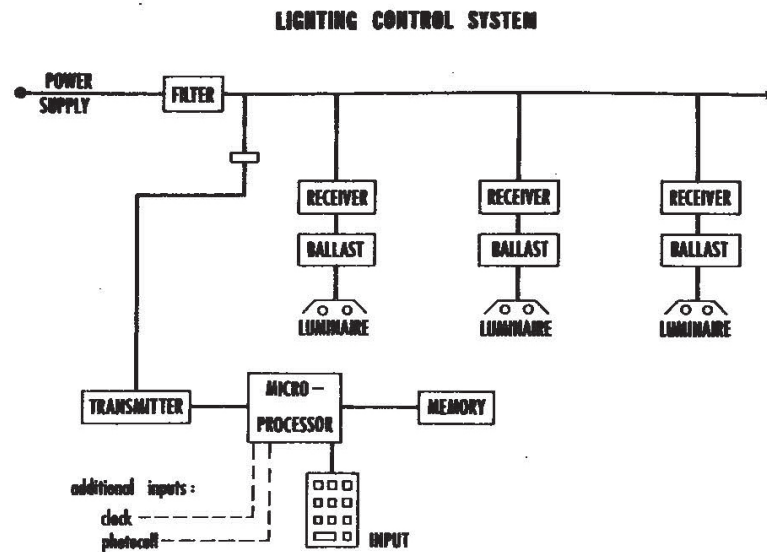 LIGHTING CONTROL SYSTEM
POWER
SUPPLY
FILTER
RECEIVER
RECEIVER
RECEIVER
BALLAST
BALLAST
BALLAST
LUMINAIRE
LUMINAIRE
LUMINAIRE
TRANSMITTER
MICRO-
PROCESSOR
MEMORY
additional inputs:
clock
photocell
INPUT